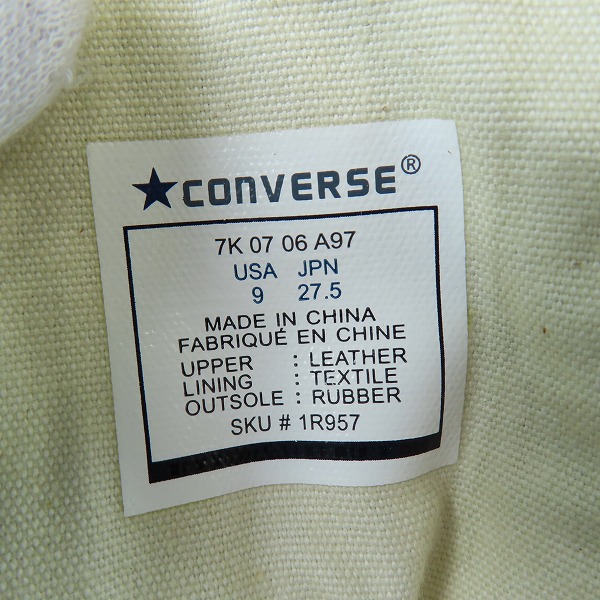 ★CONVERSE®
7K 07 06 A97
USA JPN
9 27.5
MADE IN CHINA
FABRIQUÉ EN CHINE
UPPER : LEATHER
LINING : TEXTILE
OUTSOLE : RUBBER
SKU # 1R957